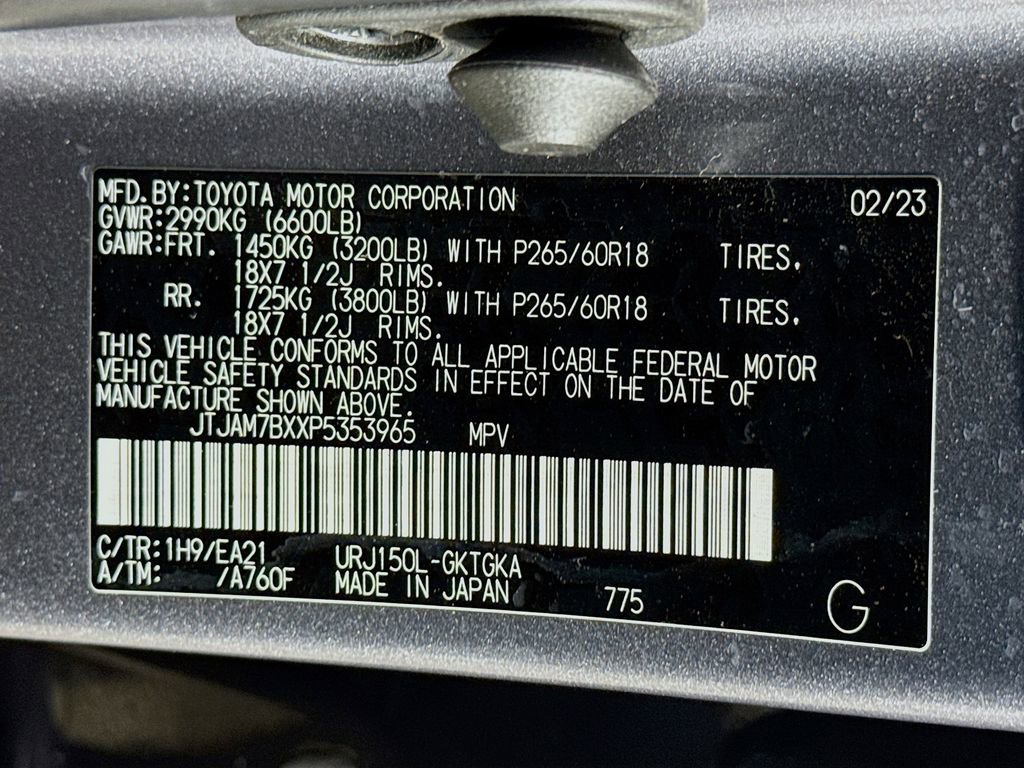 MFD.BY:TOYOTA MOTOR CORPORATION 02/23
GVWR:2990KG (6600LB)
GAWR:FRT. 1450KG (3200LB) WITH P265/60R18 TIRES.
18X7 1/2J RIMS.
RR. 1725KG (3800LB) WITH P265/60R18 TIRES.
18X7 1/2J RIMS.
THIS VEHICLE CONFORMS TO ALL APPLICABLE FEDERAL MOTOR
VEHICLE SAFETY STANDARDS IN EFFECT ON THE DATE OF
MANUFACTURE SHOWN ABOVE.
JTJAM7BXXP5353965 MPV
C/TR:1H9/EA21 URJ150L-GKTGKA
A/TM: /A760F MADE IN JAPAN 775 G